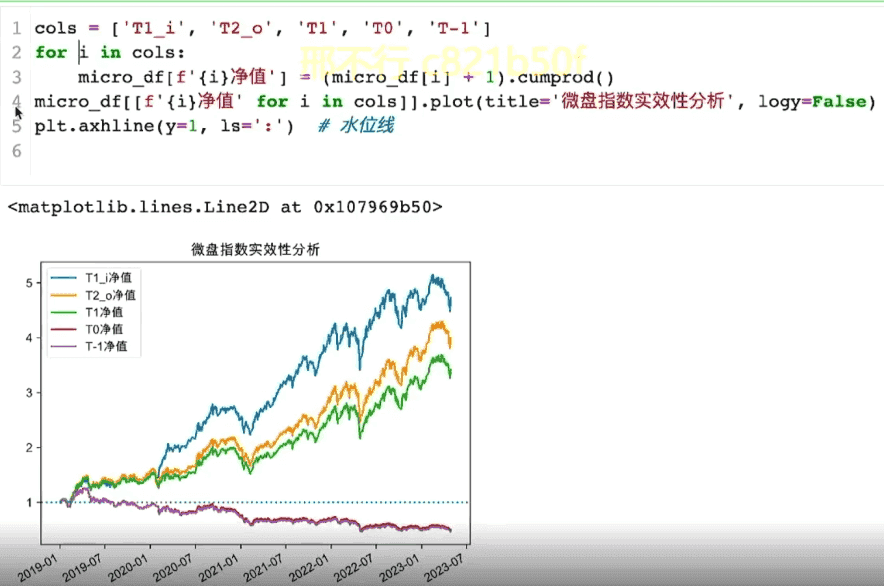 邢不行 c821b50f
1 cols = ['T1_i', 'T2_o', 'T1', 'T0', 'T-1']
2 for i in cols:
3     micro_df[f'{i}净值'] = (micro_df[i] + 1).cumprod()
4 micro_df[[f'{i}净值' for i in cols]].plot(title='微盘指数实效性分析', logy=False)
5 plt.axhline(y=1, ls=':')  # 水位线
6
<matplotlib.lines.Line2D at 0x107969b50>
微盘指数实效性分析
T1_i净值
T2_o净值
T1净值
T0净值
T-1净值
5
4
3
2
1
2019-01 2019-07 2020-01 2020-07 2021-01 2021-07 2022-01 2022-07 2023-01 2023-07